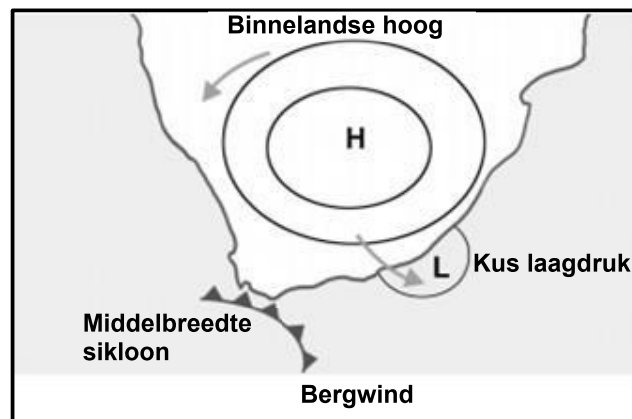 Binnelandse hoog
H
L
Kus laagdruk
Middelbreedte
sikloon
Bergwind